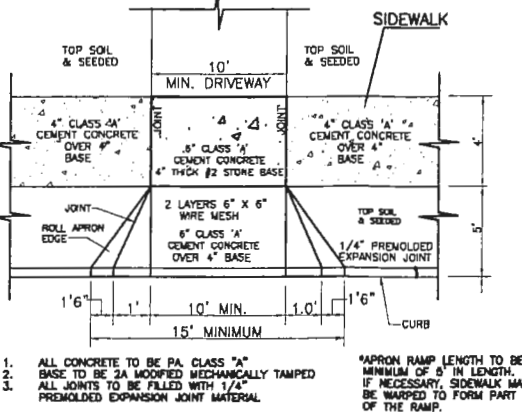 SIDEWALK
TOP SOIL
& SEEDED
TOP SOIL
& SEEDED
10'
MIN. DRIVEWAY
4" CLASS 'A'
CEMENT CONCRETE
OVER 4"
BASE
JOINT
6" CLASS 'A'
CEMENT CONCRETE
4" THICK #2 STONE BASE
JOINT
4" CLASS 'A'
CEMENT CONCRETE
OVER 4"
BASE
4'
JOINT
ROLL APRON
EDGE
2 LAYERS 6" X 6"
WIRE MESH
6" CLASS 'A'
CEMENT CONCRETE
OVER 4" BASE
TOP SOIL
& SEEDED
1/4" PREMOLDED
EXPANSION JOINT
5'
1'6"
1'
10' MIN.
1.0'
1'6"
CURB
15' MINIMUM
1. ALL CONCRETE TO BE PA. CLASS "A"
2. BASE TO BE 2A MODIFIED MECHANICALLY TAMPED
3. ALL JOINTS TO BE FILLED WITH 1/4"
PREMOLDED EXPANSION JOINT MATERIAL
*APRON RAMP LENGTH TO BE
MINIMUM OF 5' IN LENGTH.
IF NECESSARY, SIDEWALK MA
BE WARPED TO FORM PART
OF THE RAMP.